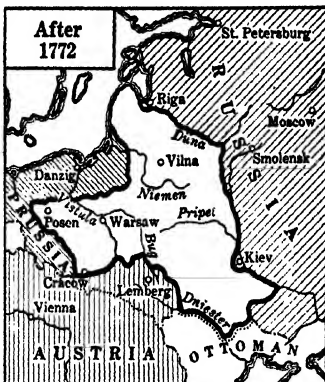 After
1772
St. Petersburg
RUSSIA
Riga
Moscow
Duna
Vilna
Smolensk
Danzig
Niemen
PRUSSIA
Vistula
Posen
Warsaw
Pripet
Bug
Kiev
Cracow
Lemberg
Dniester
Vienna
AUSTRIA
OTTOMAN